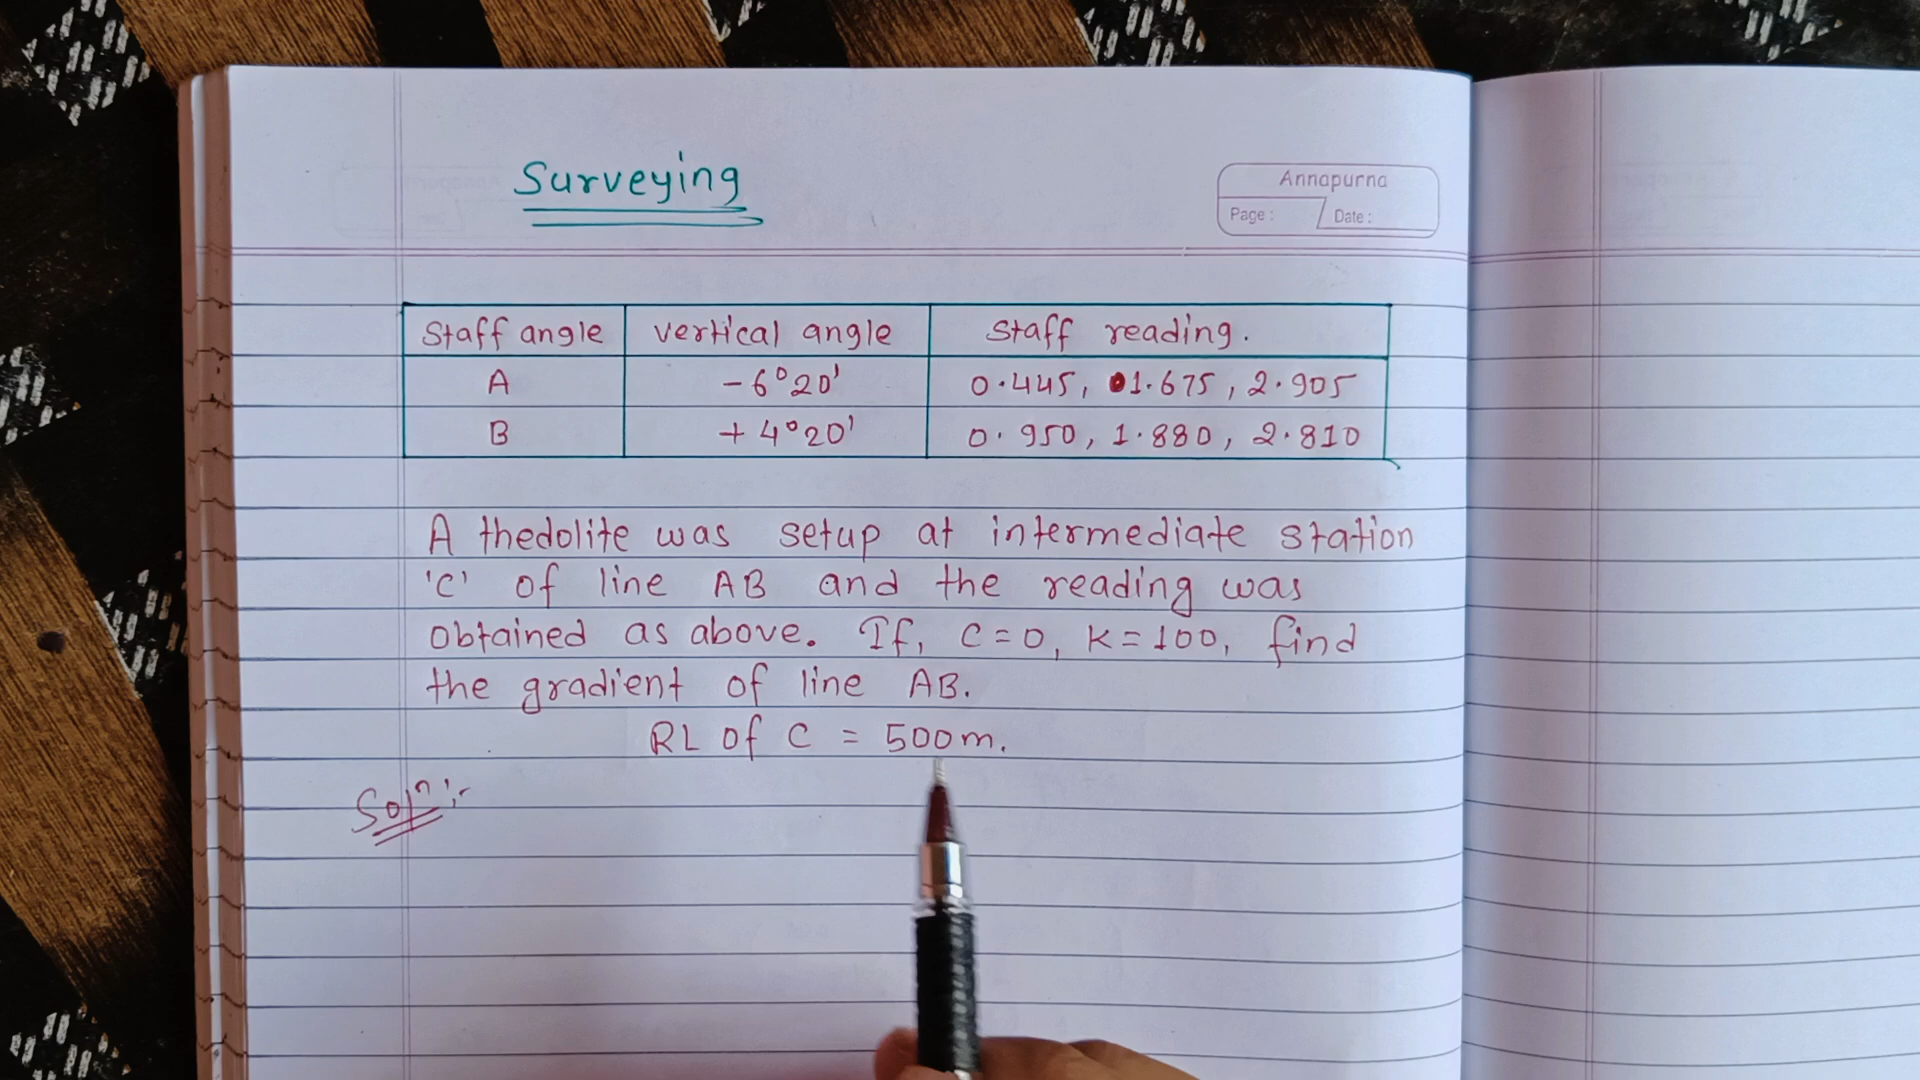 Surveying
Annapurna
Page : Date :
Staff angle vertical angle Staff reading.
A -6°20' 0.445, 1.675, 2.905
B +4°20' 0.950, 1.880, 2.810
A thedolite was setup at intermediate station
'C' of line AB and the reading was
obtained as above. If, C=0, K=100, find
the gradient of line AB.
RL of C = 500m.
Solⁿ:-